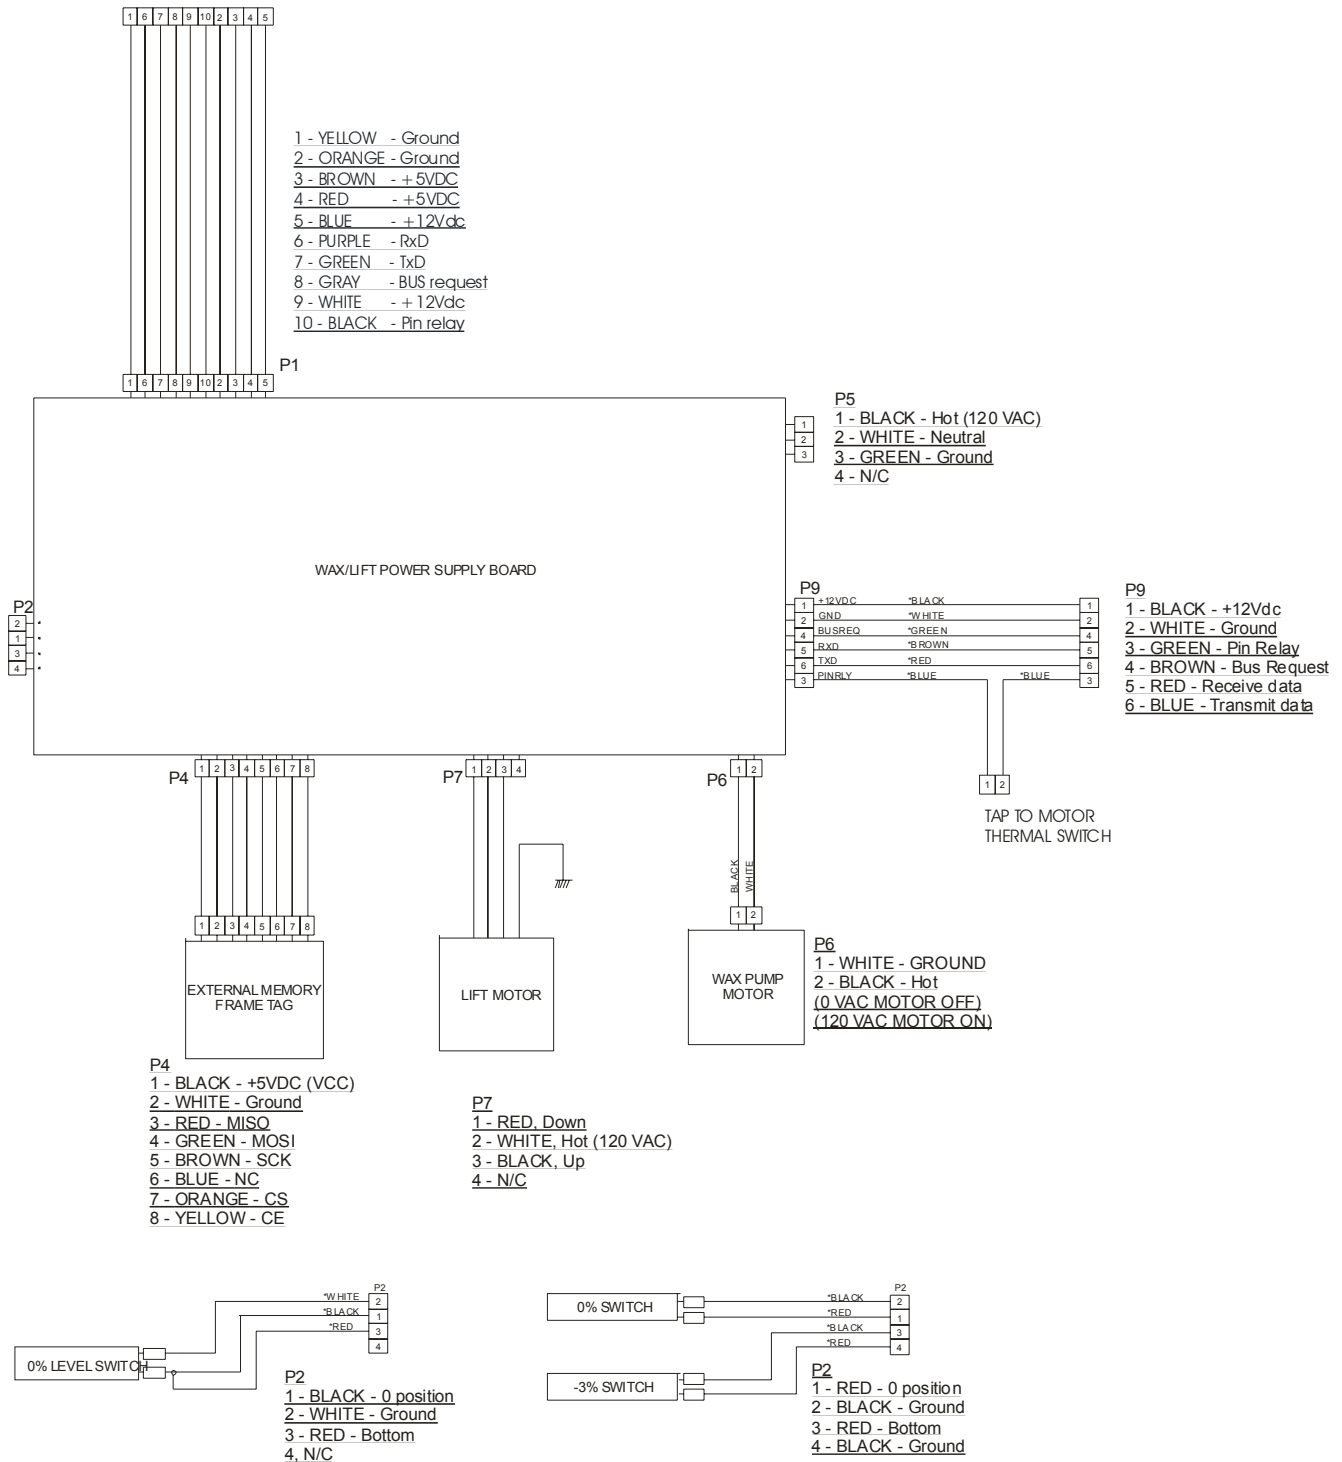 1 6 7 8 9 10 2 3 4 5
1 - YELLOW - Ground
2 - ORANGE - Ground
3 - BROWN - +5VDC
4 - RED - +5VDC
5 - BLUE - +12Vdc
6 - PURPLE - RxD
7 - GREEN - TxD
8 - GRAY - BUS request
9 - WHITE - +12Vdc
10 - BLACK - Pin relay
P1
1 6 7 8 9 10 2 3 4 5
P5
1
2
3
1 - BLACK - Hot (120 VAC)
2 - WHITE - Neutral
3 - GREEN - Ground
4 - N/C
WAX/LIFT POWER SUPPLY BOARD
P2
2
1
3
4
P9
1 +12VDC *BLACK 1
2 GND *WHITE 2
4 BUSREQ *GREEN 4
5 RXD *BROWN 5
6 TXD *RED 6
3 PINRLY *BLUE *BLUE 3
P9
1 - BLACK - +12Vdc
2 - WHITE - Ground
3 - GREEN - Pin Relay
4 - BROWN - Bus Request
5 - RED - Receive data
6 - BLUE - Transmit data
1 2
TAP TO MOTOR
THERMAL SWITCH
P4
1 2 3 4 5 6 7 8
P7
1 2 3 4
P6
1 2
BLACK
WHITE
1 2 3 4 5 6 7 8
EXTERNAL MEMORY
FRAME TAG
LIFT MOTOR
1 2
WAX PUMP
MOTOR
P6
1 - WHITE - GROUND
2 - BLACK - Hot
(0 VAC MOTOR OFF)
(120 VAC MOTOR ON)
P4
1 - BLACK - +5VDC (VCC)
2 - WHITE - Ground
3 - RED - MISO
4 - GREEN - MOSI
5 - BROWN - SCK
6 - BLUE - NC
7 - ORANGE - CS
8 - YELLOW - CE
P7
1 - RED, Down
2 - WHITE, Hot (120 VAC)
3 - BLACK, Up
4 - N/C
P2
*WHITE 2
*BLACK 1
*RED 3
4
0% LEVEL SWITCH
P2
1 - BLACK - 0 position
2 - WHITE - Ground
3 - RED - Bottom
4, N/C
P2
0% SWITCH
*BLACK 2
*RED 1
*BLACK 3
*RED 4
-3% SWITCH
P2
1 - RED - 0 position
2 - BLACK - Ground
3 - RED - Bottom
4 - BLACK - Ground